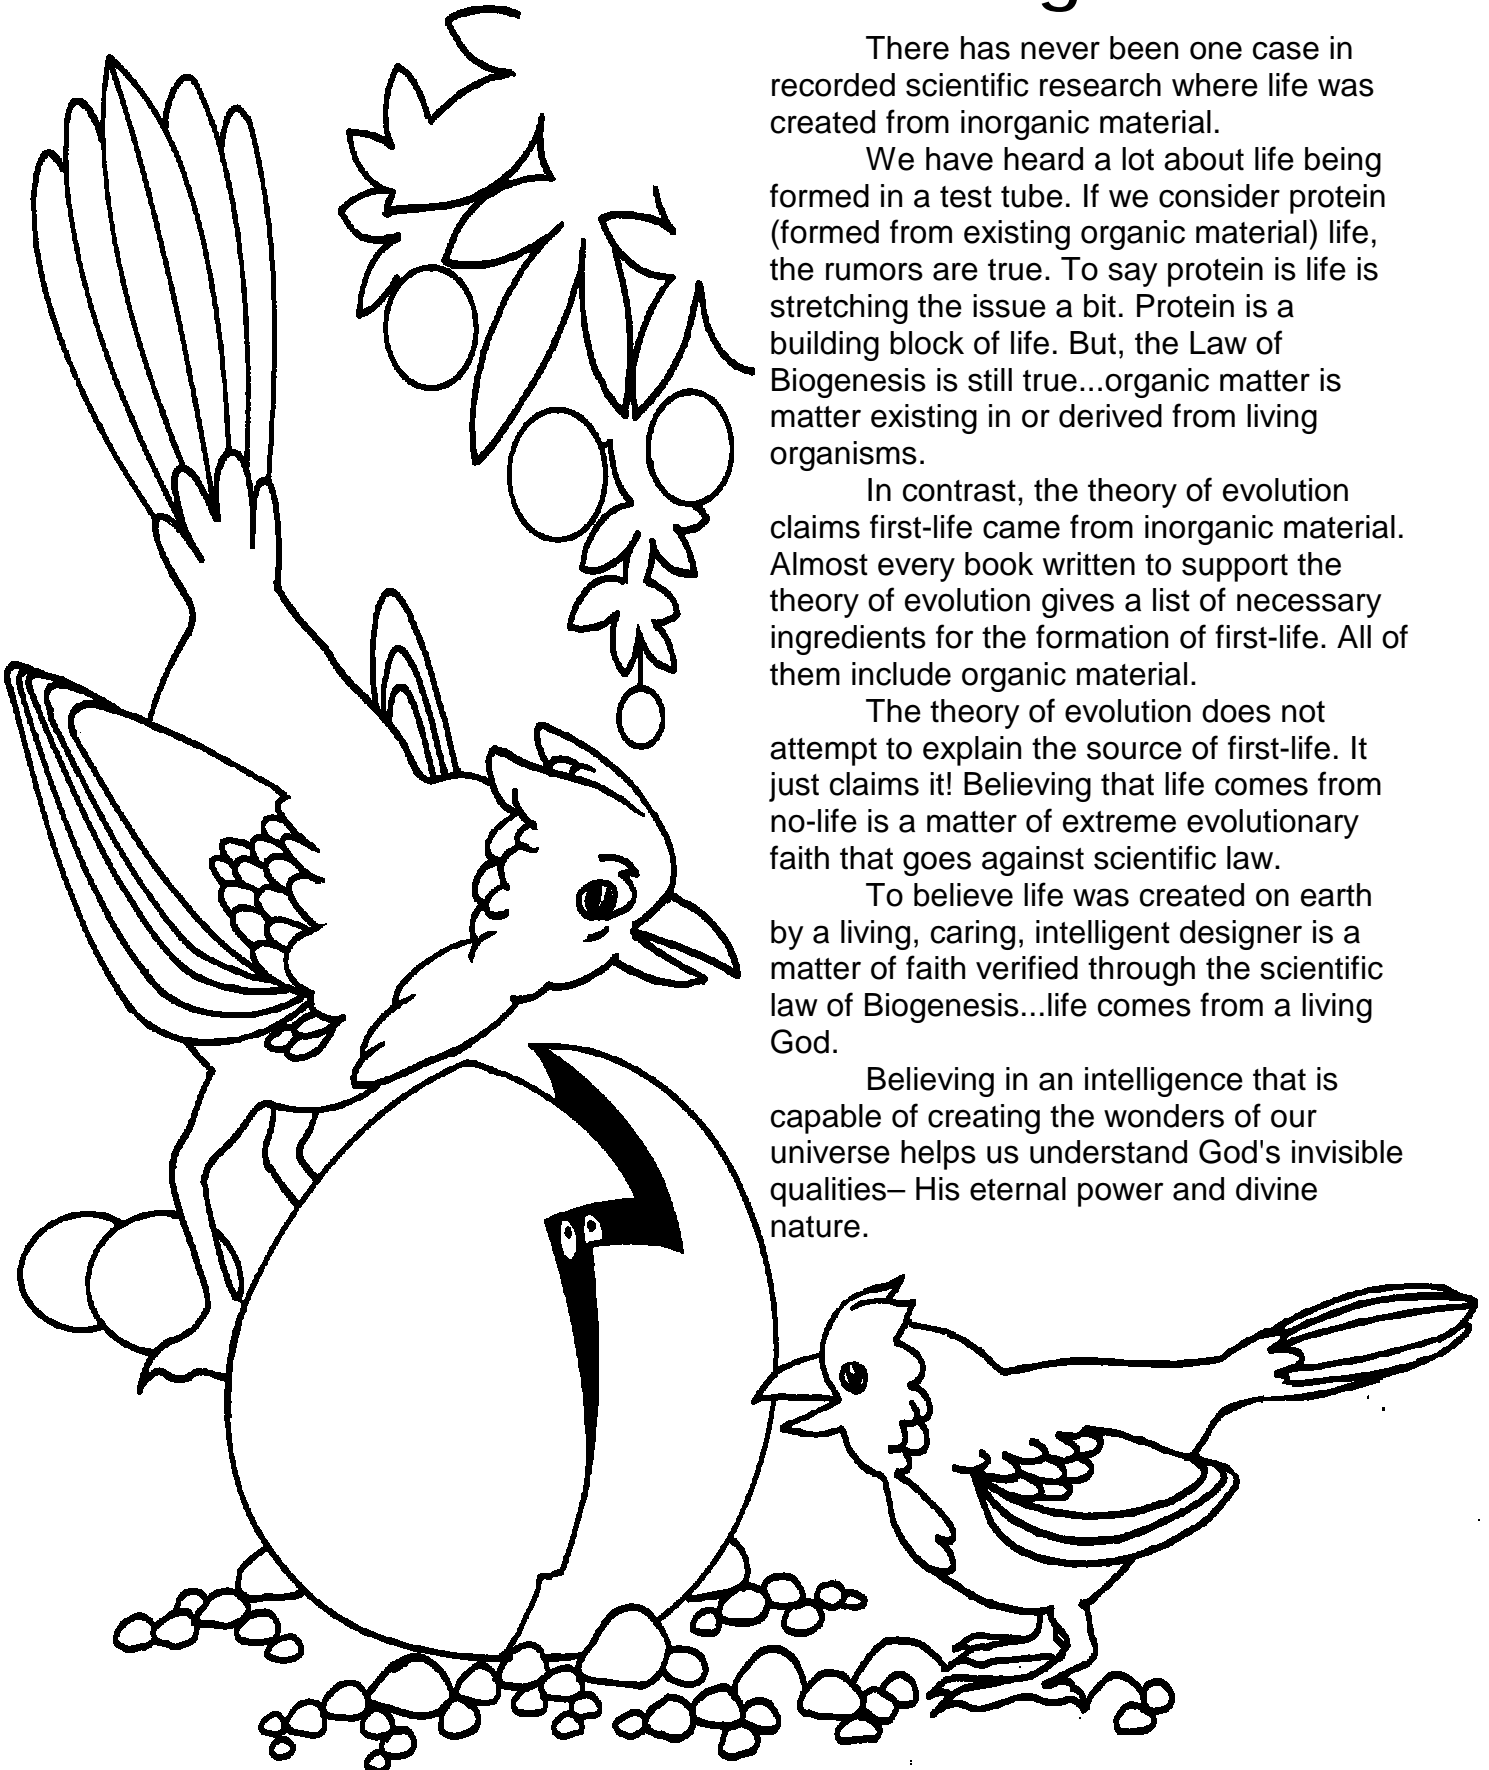 There has never been one case in
recorded scientific research where life was
created from inorganic material.
We have heard a lot about life being
formed in a test tube. If we consider protein
(formed from existing organic material) life,
the rumors are true. To say protein is life is
stretching the issue a bit. Protein is a
building block of life. But, the Law of
Biogenesis is still true...organic matter is
matter existing in or derived from living
organisms.
In contrast, the theory of evolution
claims first-life came from inorganic material.
Almost every book written to support the
theory of evolution gives a list of necessary
ingredients for the formation of first-life. All of
them include organic material.
The theory of evolution does not
attempt to explain the source of first-life. It
just claims it! Believing that life comes from
no-life is a matter of extreme evolutionary
faith that goes against scientific law.
To believe life was created on earth
by a living, caring, intelligent designer is a
matter of faith verified through the scientific
law of Biogenesis...life comes from a living
God.
Believing in an intelligence that is
capable of creating the wonders of our
universe helps us understand God's invisible
qualities– His eternal power and divine
nature.